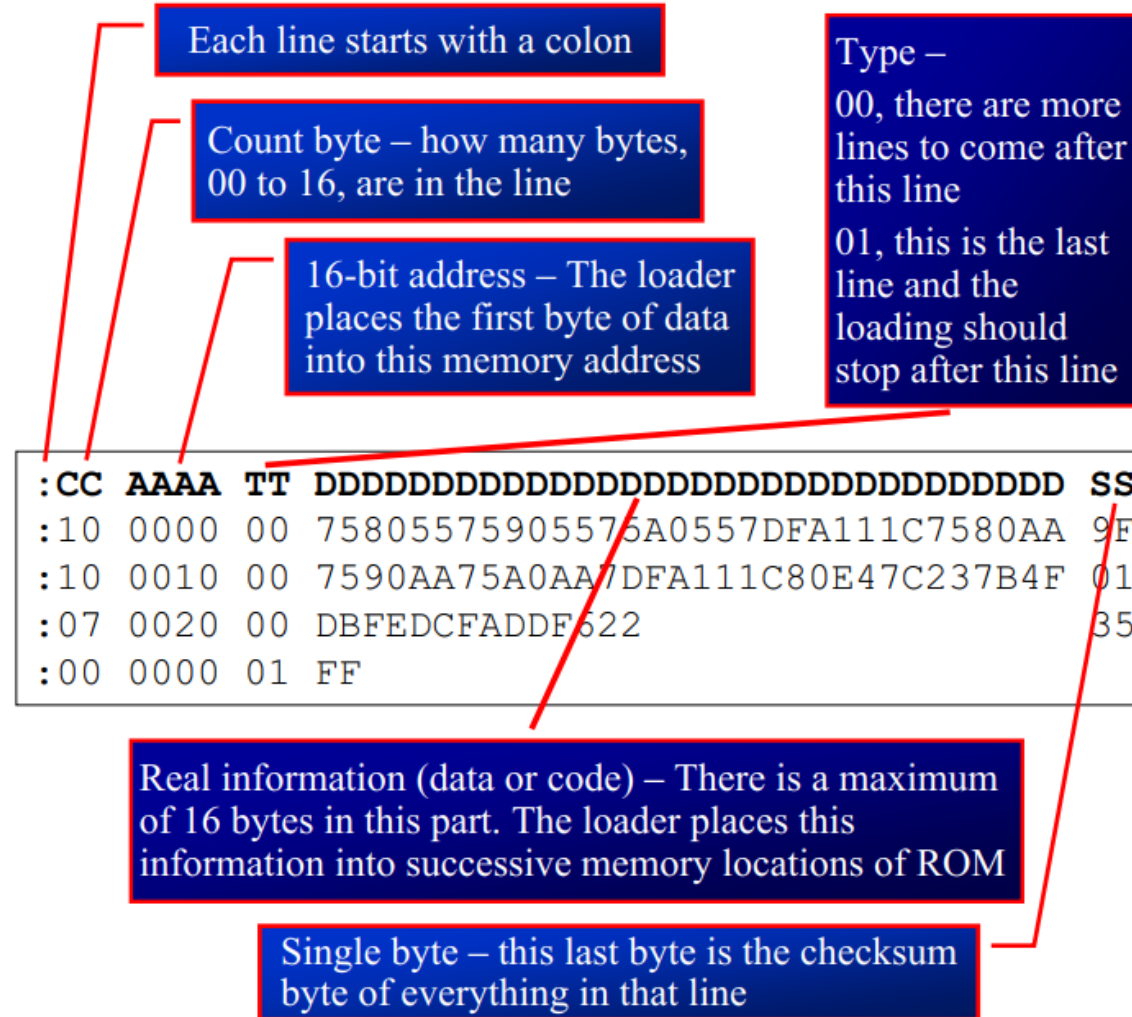 Each line starts with a colon
Count byte – how many bytes,
00 to 16, are in the line
16-bit address – The loader
places the first byte of data
into this memory address
Type –
00, there are more
lines to come after
this line
01, this is the last
line and the
loading should
stop after this line
:CC AAAA TT DDDDDDDDDDDDDDDDDDDDDDDDDDDDDDDD SS
:10 0000 00 75805575905575A0557DFA111C7580AA 9F
:10 0010 00 7590AA75A0AA7DFA111C80E47C237B4F 01
:07 0020 00 DBFEDCFADDF622 35
:00 0000 01 FF
Real information (data or code) – There is a maximum
of 16 bytes in this part. The loader places this
information into successive memory locations of ROM
Single byte – this last byte is the checksum
byte of everything in that line